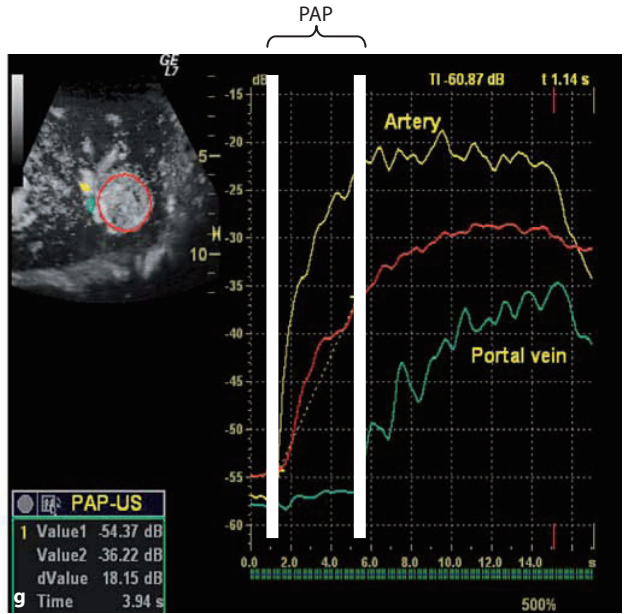 PAP
GE
L7
dB
TI -60.87 dB
t 1.14 s
-15
-20
-25
-30
-35
-40
-45
-50
-55
-60
5
10
Artery
Portal vein
0.0 2.0 4.0 6.0 8.0 10.0 12.0 14.0 s
500%
PAP-US
1 Value1 -54.37 dB
Value2 -36.22 dB
dValue 18.15 dB
Time 3.94 s
g